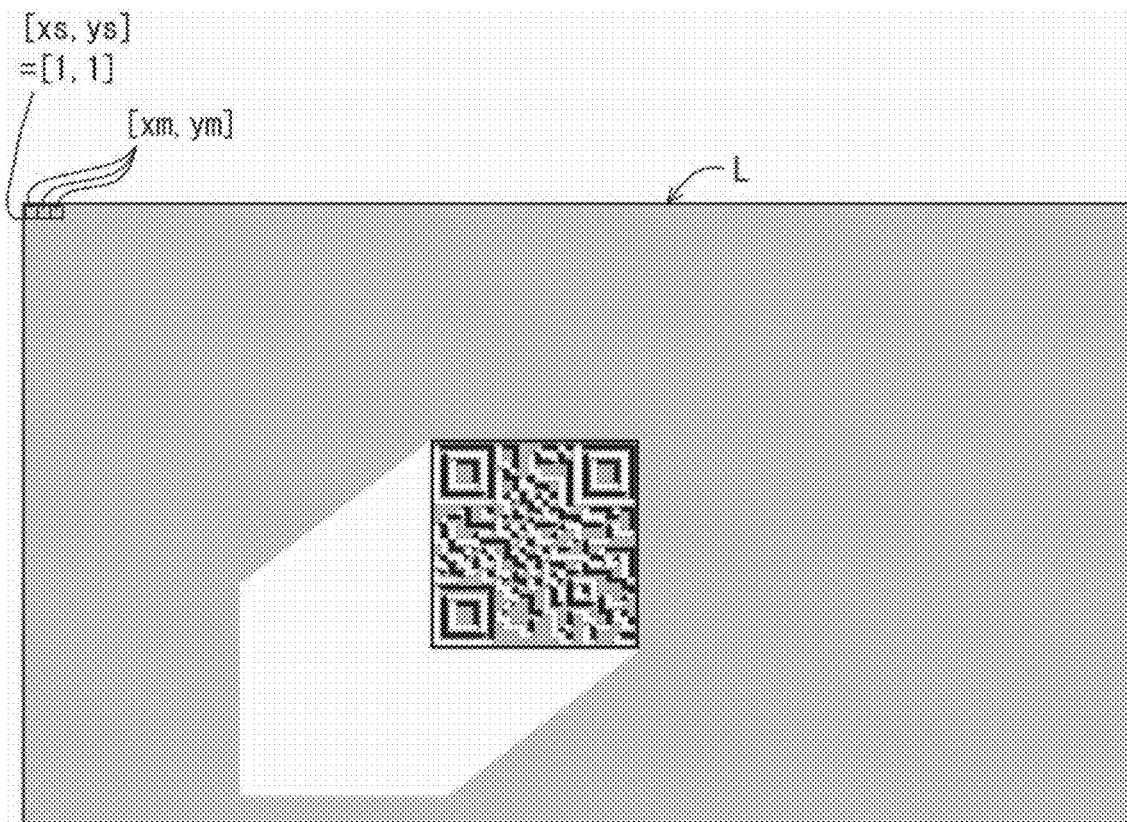 [xs, ys]
=[1, 1]
[xm, ym]
L